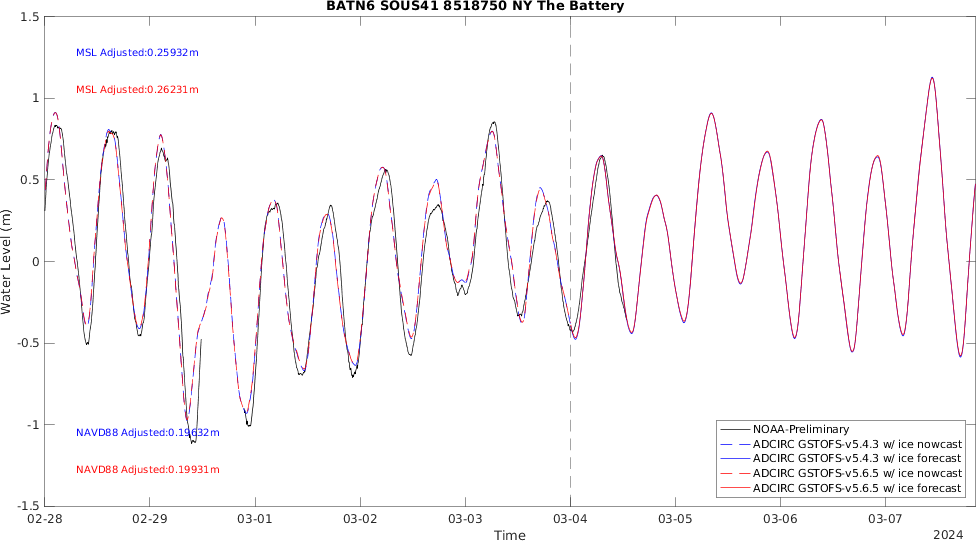 BATN6 SOUS41 8518750 NY The Battery
1.5
1
0.5
0
-0.5
-1
-1.5
Water Level (m)
MSL Adjusted:0.25932m
MSL Adjusted:0.26231m
NAVD88 Adjusted:0.19632m
NAVD88 Adjusted:0.19931m
NOAA-Preliminary
ADCIRC GSTOFS-v5.4.3 w/ ice nowcast
ADCIRC GSTOFS-v5.4.3 w/ ice forecast
ADCIRC GSTOFS-v5.6.5 w/ ice nowcast
ADCIRC GSTOFS-v5.6.5 w/ ice forecast
02-28 02-29 03-01 03-02 03-03 03-04 03-05 03-06 03-07
Time
2024